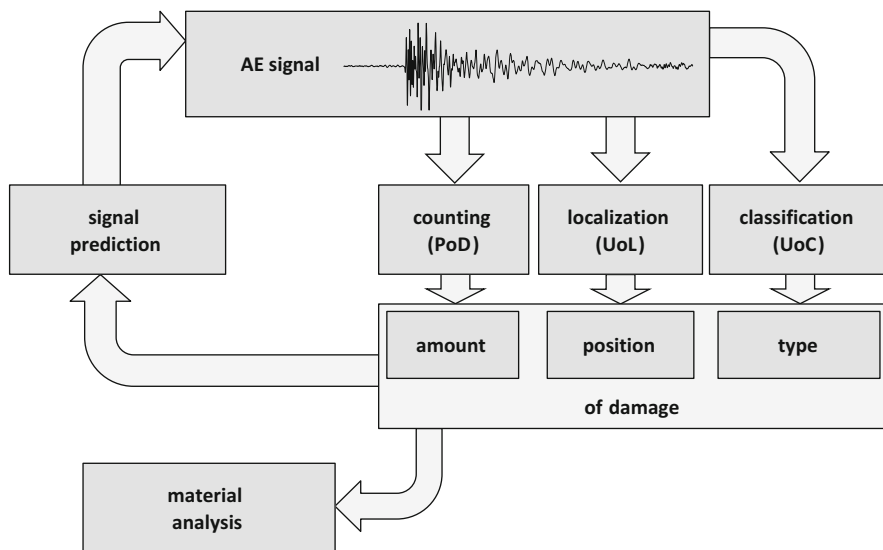 AE signal
signal
prediction
counting
(PoD)
localization
(UoL)
classification
(UoC)
amount
position
type
of damage
material
analysis